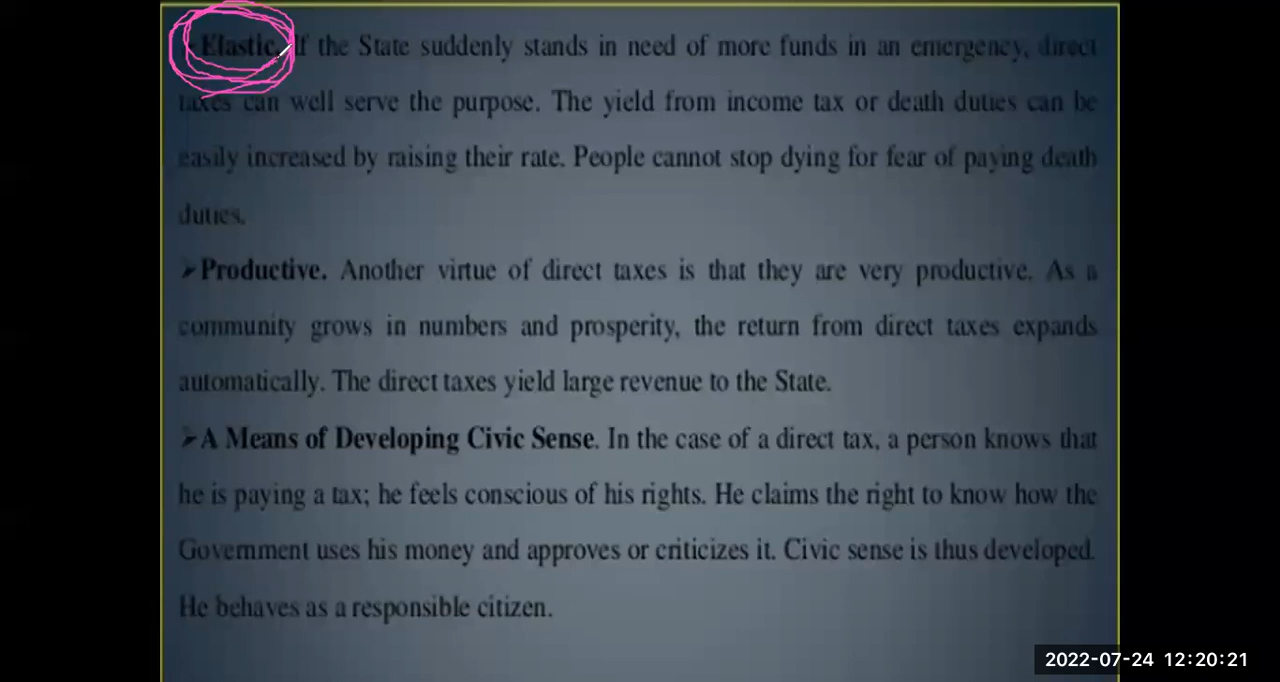 ➢Elastic. If the State suddenly stands in need of more funds in an emergency, direct
taxes can well serve the purpose. The yield from income tax or death duties can be
easily increased by raising their rate. People cannot stop dying for fear of paying death
duties.
➢Productive. Another virtue of direct taxes is that they are very productive. As a
community grows in numbers and prosperity, the return from direct taxes expands
automatically. The direct taxes yield large revenue to the State.
➢A Means of Developing Civic Sense. In the case of a direct tax, a person knows that
he is paying a tax; he feels conscious of his rights. He claims the right to know how the
Government uses his money and approves or criticizes it. Civic sense is thus developed.
He behaves as a responsible citizen.
2022-07-24 12:20:21